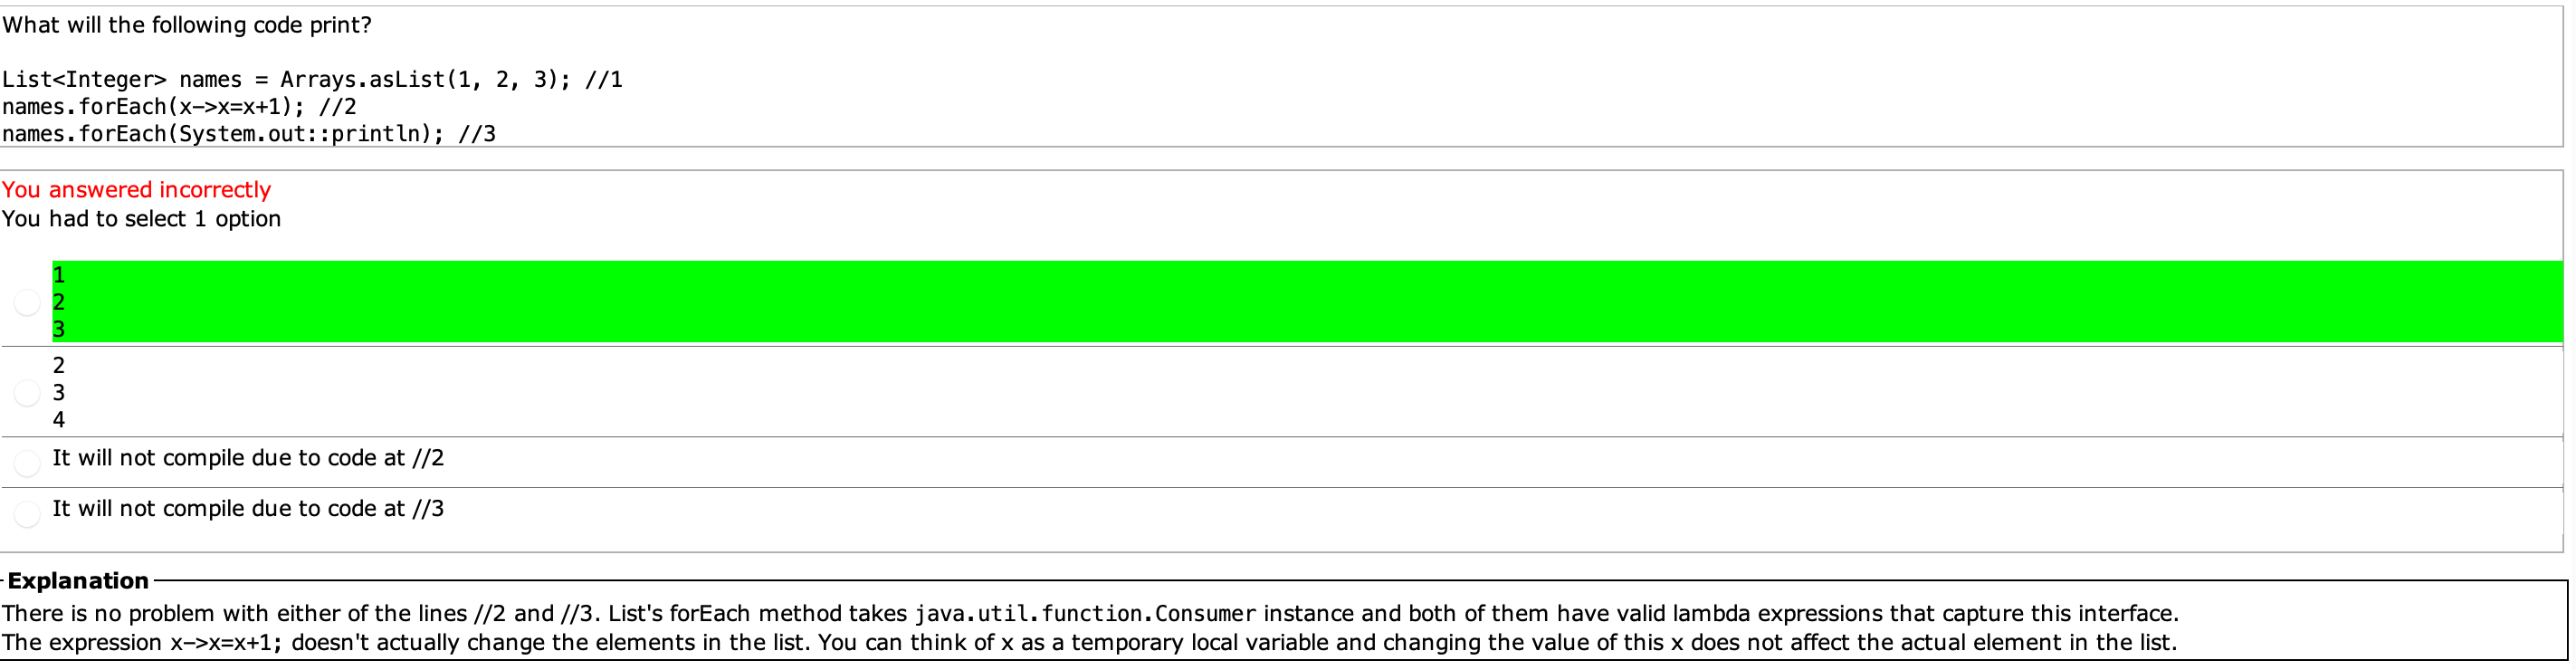 What will the following code print?
List<Integer> names = Arrays.asList(1, 2, 3); //1
names.forEach(x->x=x+1); //2
names.forEach(System.out::println); //3
You answered incorrectly
You had to select 1 option
1
2
3
2
3
4
It will not compile due to code at //2
It will not compile due to code at //3
Explanation
There is no problem with either of the lines //2 and //3. List's forEach method takes java.util.function.Consumer instance and both of them have valid lambda expressions that capture this interface.
The expression x->x=x+1; doesn't actually change the elements in the list. You can think of x as a temporary local variable and changing the value of this x does not affect the actual element in the list.